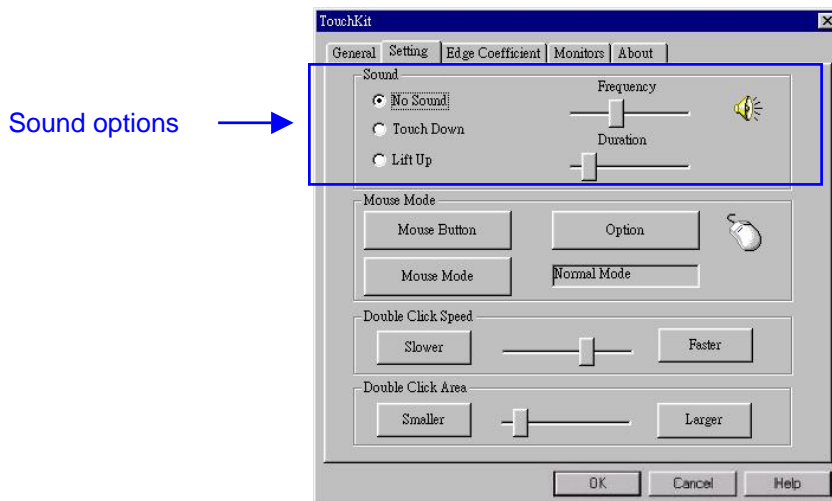 TouchKit
General Setting Edge Coefficient Monitors About
Sound options
Sound
No Sound
Touch Down
Lift Up
Frequency
Duration
Mouse Mode
Mouse Button
Option
Mouse Mode
Normal Mode
Double Click Speed
Slower
Faster
Double Click Area
Smaller
Larger
OK
Cancel
Help